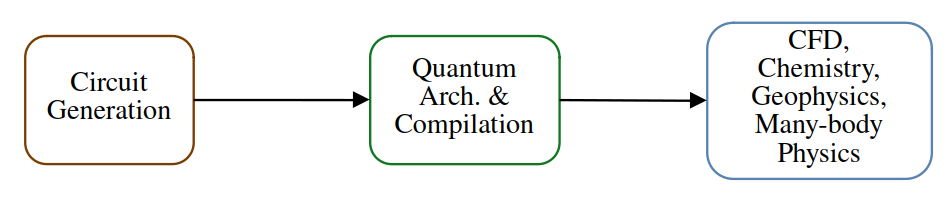 Circuit
Generation
Quantum
Arch. &
Compilation
CFD,
Chemistry,
Geophysics,
Many-body
Physics